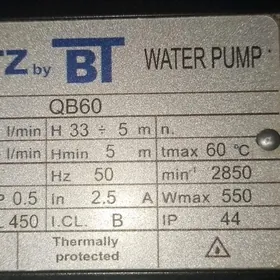 TZ by BT WATER PUMP
QB60
l/min H 33 ÷ 5 m n.
l/min Hmin 5 m tmax 60 °C
Hz 50 min⁻¹ 2850
P 0.5 In 2.5 A Wmax 550
450 I.CL. B IP 44
Thermally
protected